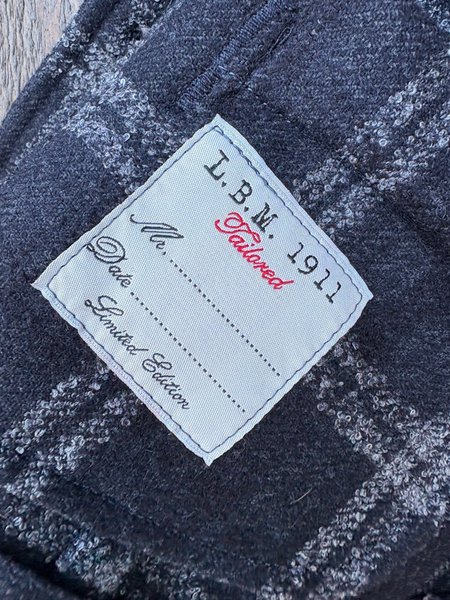 L.B.M. 1911
Tailored
Mr. ........................
Date ........................
Limited Edition